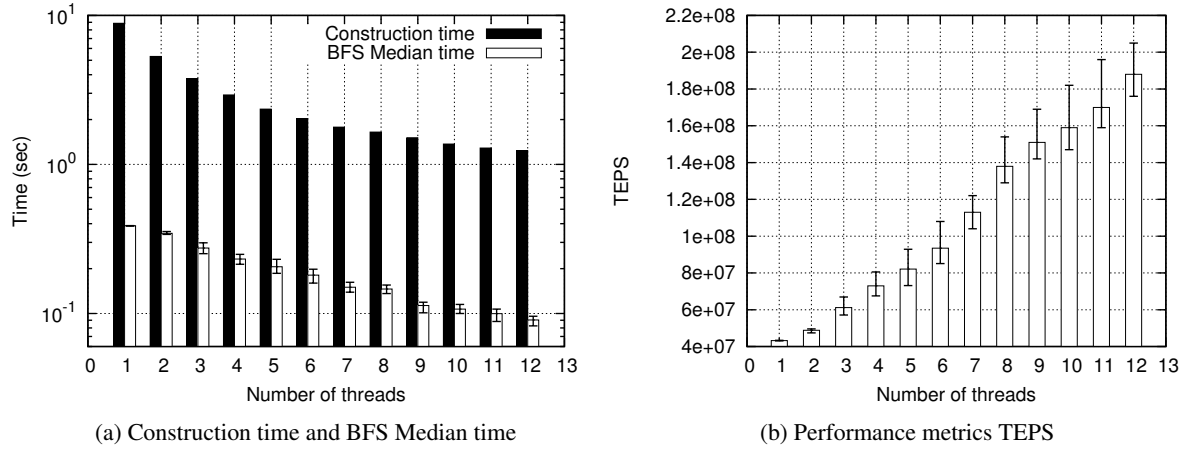 10^1
10^0
10^-1
Time (sec)
Construction time
BFS Median time
0 1 2 3 4 5 6 7 8 9 10 11 12 13
Number of threads
(a) Construction time and BFS Median time
2.2e+08
2e+08
1.8e+08
1.6e+08
1.4e+08
1.2e+08
1e+08
8e+07
6e+07
4e+07
TEPS
0 1 2 3 4 5 6 7 8 9 10 11 12 13
Number of threads
(b) Performance metrics TEPS